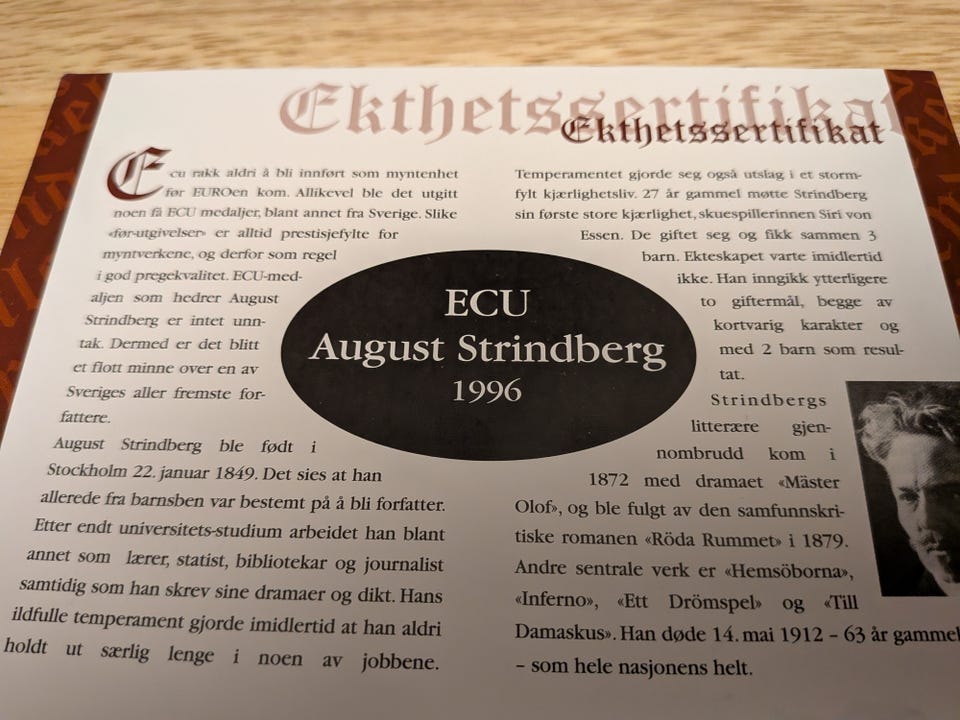 Ekthetssertifikat
Ekthetssertifikat
Ecu rakk aldri å bli innført som myntenhet
før EUROen kom. Allikevel ble det utgitt
noen få ECU medaljer, blant annet fra Sverige. Slike
«før-utgivelser» er alltid prestisjefylte for
myntverkene, og derfor som regel
i god pregekvalitet. ECU-med-
aljen som hedrer August
Strindberg er intet unn-
tak. Dermed er det blitt
et flott minne over en av
Sveriges aller fremste for-
fattere.
August Strindberg ble født i
Stockholm 22. januar 1849. Det sies at han
allerede fra barnsben var bestemt på å bli forfatter.
Etter endt universitets-studium arbeidet han blant
annet som lærer, statist, bibliotekar og journalist
samtidig som han skrev sine dramaer og dikt. Hans
ildfulle temperament gjorde imidlertid at han aldri
holdt ut særlig lenge i noen av jobbene.
ECU
August Strindberg
1996
Temperamentet gjorde seg også utslag i et storm-
fylt kjærlighetsliv. 27 år gammel møtte Strindberg
sin første store kjærlighet, skuespillerinnen Siri von
Essen. De giftet seg og fikk sammen 3
barn. Ekteskapet varte imidlertid
ikke. Han inngikk ytterligere
to giftermål, begge av
kortvarig karakter og
med 2 barn som resul-
tat.
Strindbergs
litterære gjen-
nombrudd kom i
1872 med dramaet «Mäster
Olof», og ble fulgt av den samfunnskri-
tiske romanen «Röda Rummet» i 1879.
Andre sentrale verk er «Hemsöborna»,
«Inferno», «Ett Drömspel» og «Till
Damaskus». Han døde 14. mai 1912 – 63 år gammel
– som hele nasjonens helt.